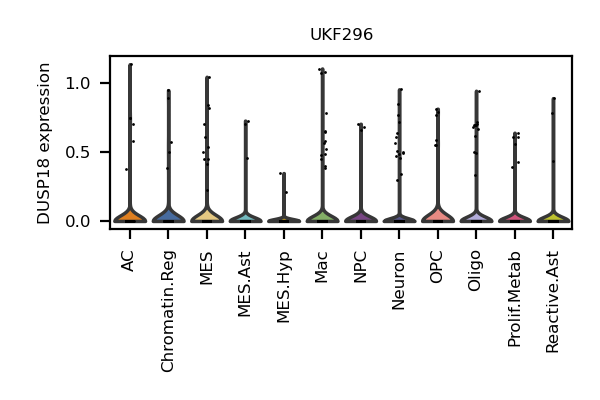 UKF296
DUSP18 expression
1.0
0.5
0.0
AC
Chromatin.Reg
MES
MES.Ast
MES.Hyp
Mac
NPC
Neuron
OPC
Oligo
Prolif.Metab
Reactive.Ast